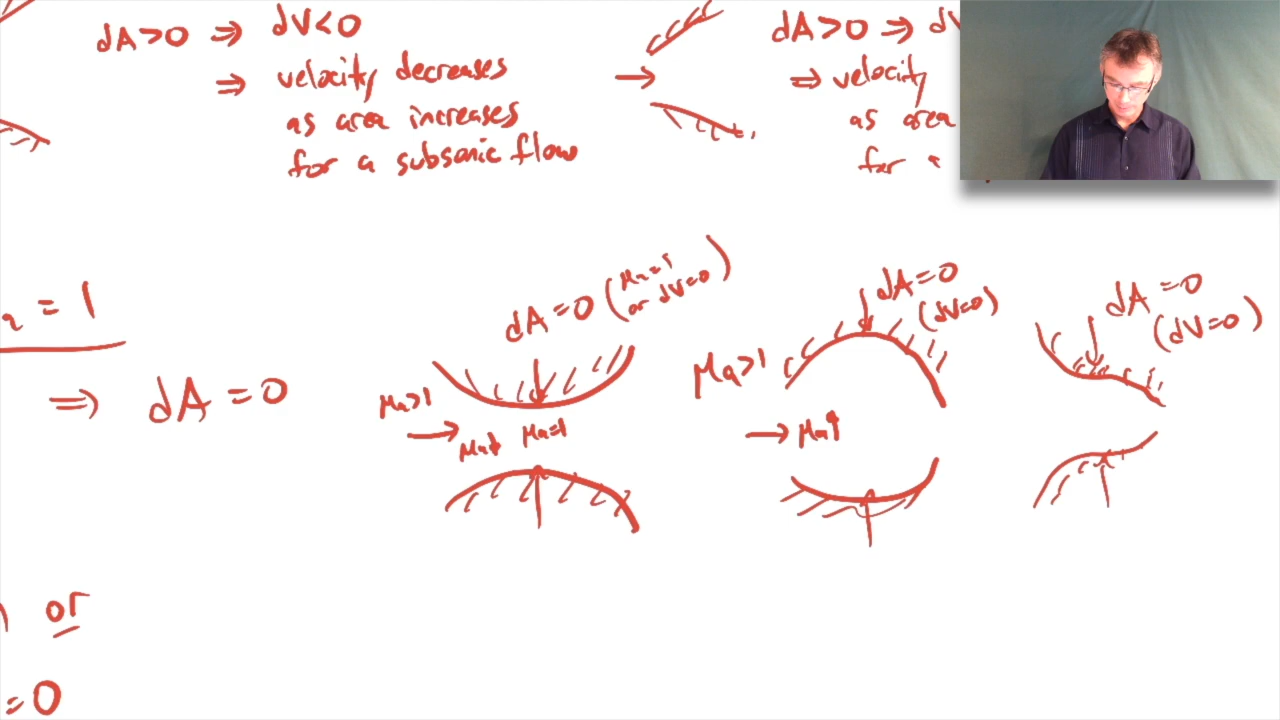 dA>0 ⇒ dV<0
⇒ velocity decreases
as area increases
for a subsonic flow
dA>0 ⇒ dV
⇒ velocity
as area
for a
a = 1
⇒ dA = 0
dA=0 (Ma=1
or dV=0)
Ma>1
→ Ma↓ Ma=1
dA=0
(dV=0)
Ma>1
→ Ma↑
dA=0
(dV=0)
) or
=0